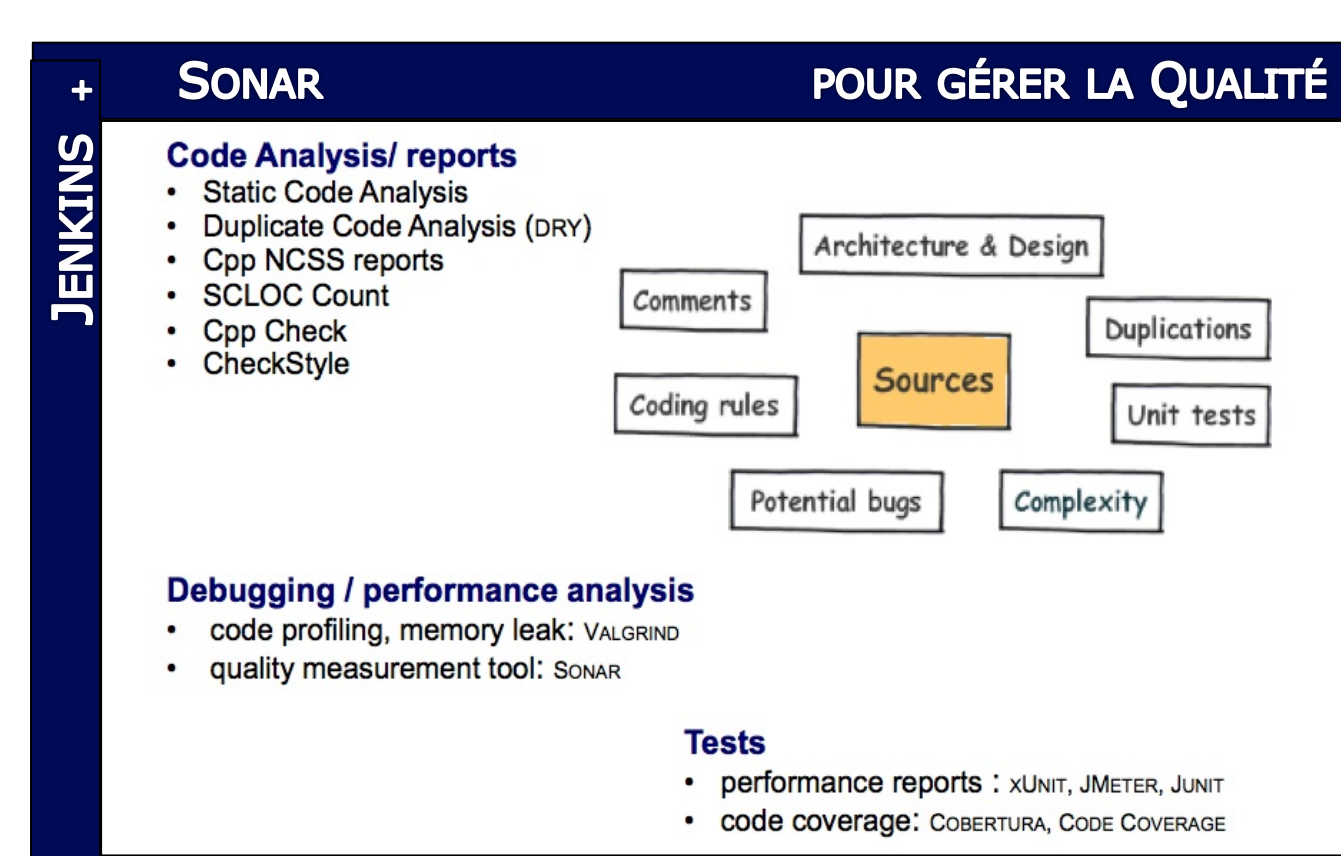 JENKINS +
SONAR POUR GÉRER LA QUALITÉ
Code Analysis/ reports
• Static Code Analysis
• Duplicate Code Analysis (DRY)
• Cpp NCSS reports
• SCLOC Count
• Cpp Check
• CheckStyle
Architecture & Design
Comments
Duplications
Sources
Coding rules
Unit tests
Potential bugs
Complexity
Debugging / performance analysis
• code profiling, memory leak: VALGRIND
• quality measurement tool: SONAR
Tests
• performance reports : XUNIT, JMETER, JUNIT
• code coverage: COBERTURA, CODE COVERAGE